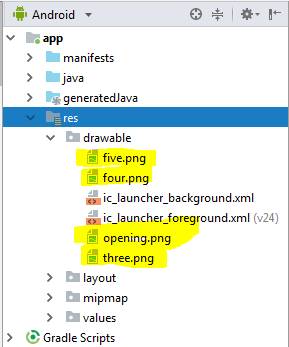 Android
app
manifests
java
generatedJava
res
drawable
five.png
four.png
ic_launcher_background.xml
ic_launcher_foreground.xml (v24)
opening.png
three.png
layout
mipmap
values
Gradle Scripts